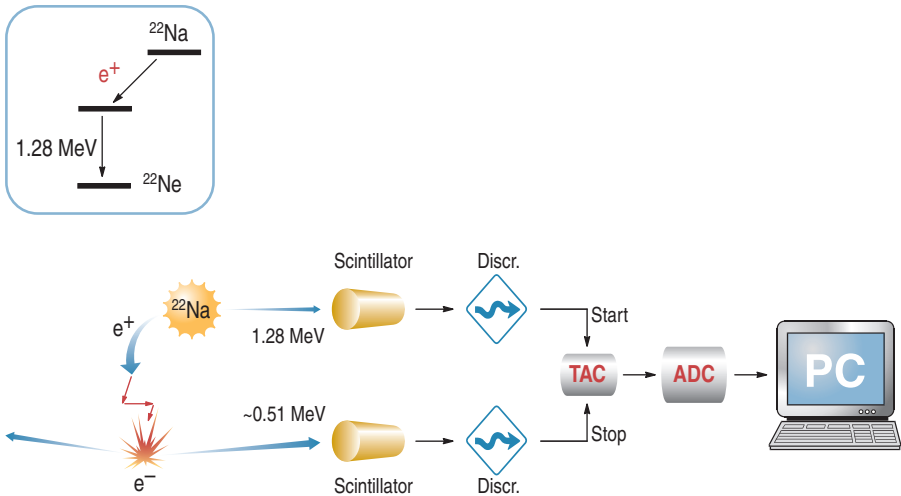 ²²Na
e⁺
1.28 MeV
²²Ne
Scintillator
Discr.
²²Na
e⁺
1.28 MeV
Start
TAC
ADC
PC
~0.51 MeV
Stop
e⁻
Scintillator
Discr.